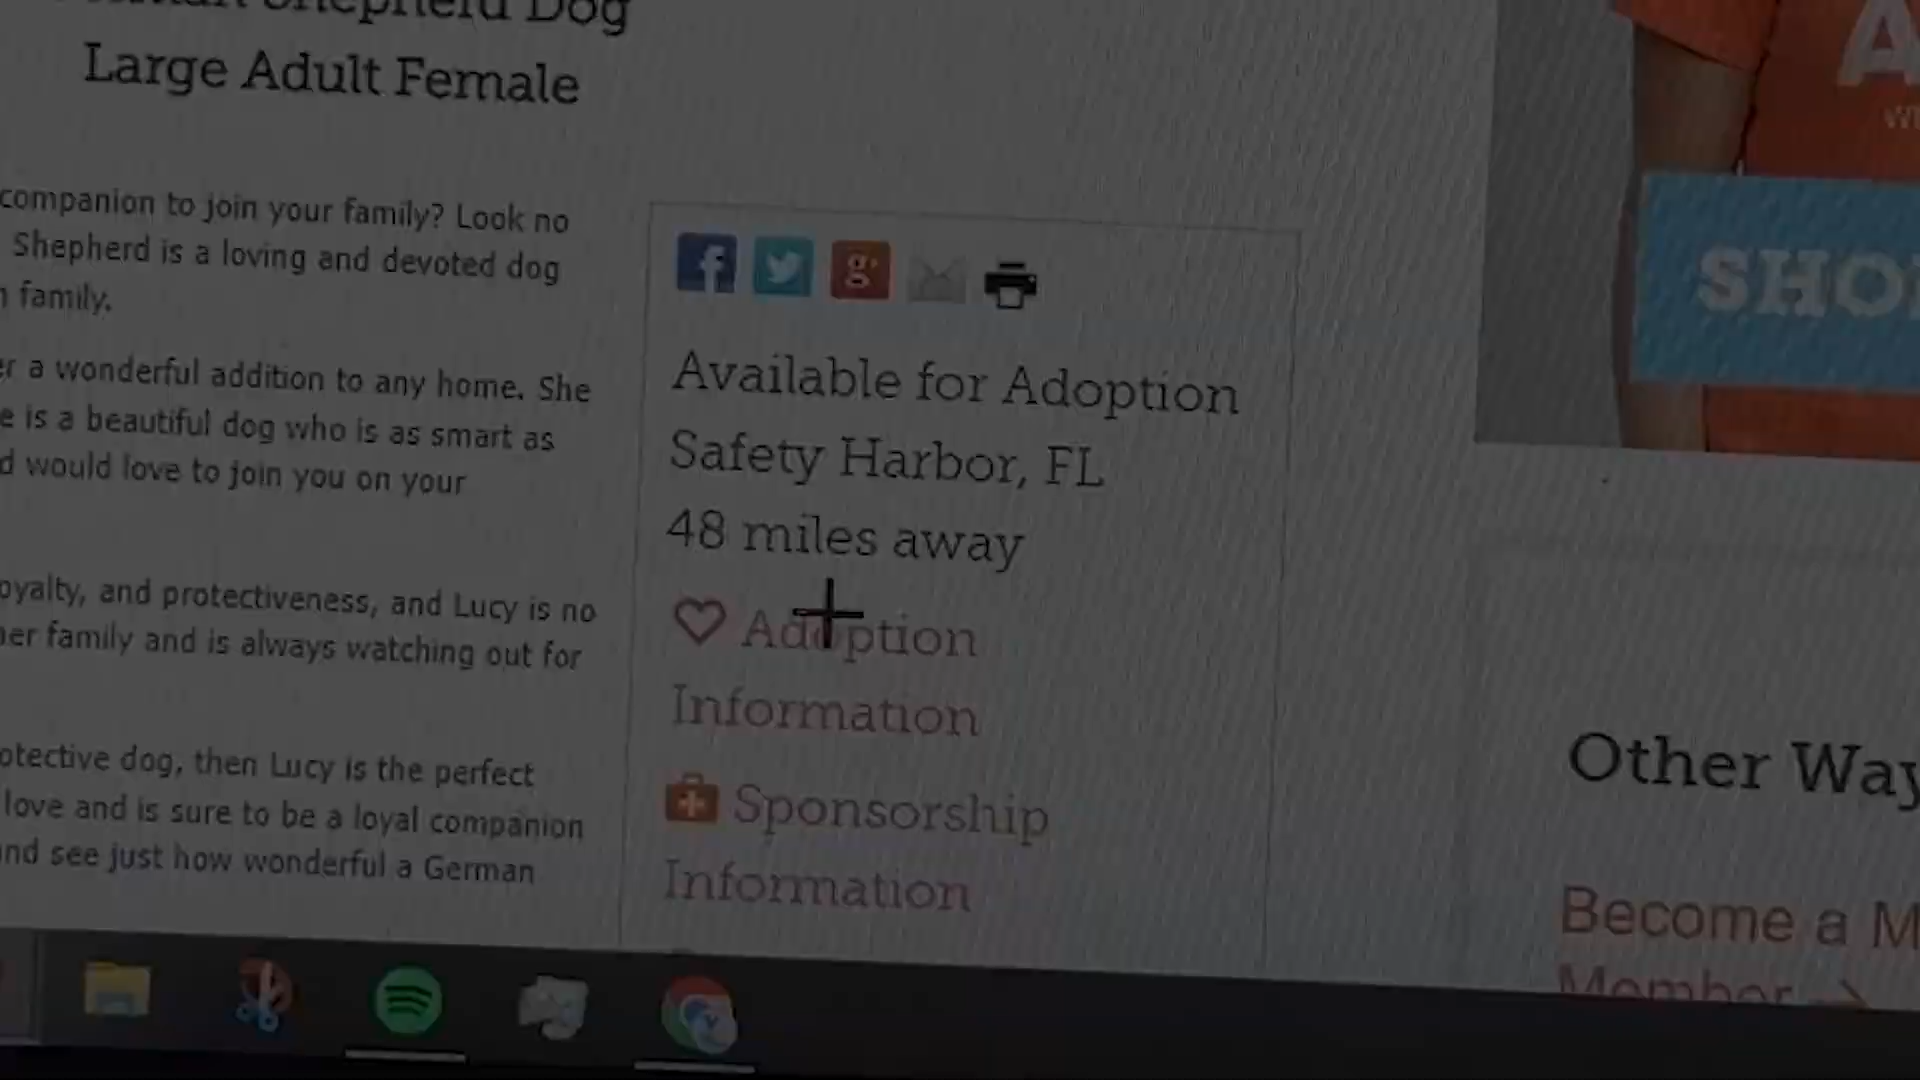 Shepherd Dog
Large Adult Female
companion to join your family? Look no
Shepherd is a loving and devoted dog
family.
a wonderful addition to any home. She
is a beautiful dog who is as smart as
would love to join you on your
and protectiveness, and Lucy is no
family and is always watching out for
dog, then Lucy is the perfect
love and is sure to be a loyal companion
and see just how wonderful a German
Available for Adoption
Safety Harbor, FL
48 miles away
Adoption
Information
Sponsorship
Information
Other Way
Become a M
Member →